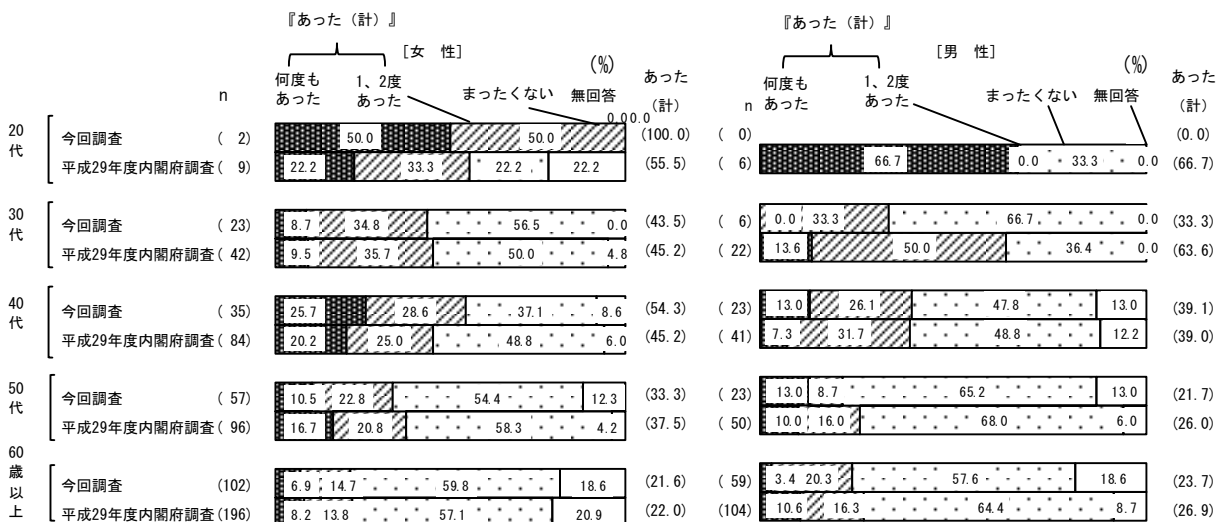 『あった（計）』 『あった（計）』
［女　性］ ［男　性］
(%) (%)
何度も 1、2度 あった 何度も 1、2度 あった
n あった あった まったくない 無回答 （計） n あった あった まったくない 無回答 （計）
0.0 0.0
20代 今回調査 ( 2) 50.0 50.0 (100.0) ( 0) (0.0)
平成29年度内閣府調査( 9) 22.2 33.3 22.2 22.2 (55.5) ( 6) 66.7 0.0 33.3 0.0 (66.7)
30代 今回調査 ( 23) 8.7 34.8 56.5 0.0 (43.5) ( 6) 0.0 33.3 66.7 0.0 (33.3)
平成29年度内閣府調査( 42) 9.5 35.7 50.0 4.8 (45.2) ( 22) 13.6 50.0 36.4 0.0 (63.6)
40代 今回調査 ( 35) 25.7 28.6 37.1 8.6 (54.3) ( 23) 13.0 26.1 47.8 13.0 (39.1)
平成29年度内閣府調査( 84) 20.2 25.0 48.8 6.0 (45.2) ( 41) 7.3 31.7 48.8 12.2 (39.0)
50代 今回調査 ( 57) 10.5 22.8 54.4 12.3 (33.3) ( 23) 13.0 8.7 65.2 13.0 (21.7)
平成29年度内閣府調査( 96) 16.7 20.8 58.3 4.2 (37.5) ( 50) 10.0 16.0 68.0 6.0 (26.0)
60歳以上 今回調査 (102) 6.9 14.7 59.8 18.6 (21.6) ( 59) 3.4 20.3 57.6 18.6 (23.7)
平成29年度内閣府調査(196) 8.2 13.8 57.1 20.9 (22.0) (104) 10.6 16.3 64.4 8.7 (26.9)